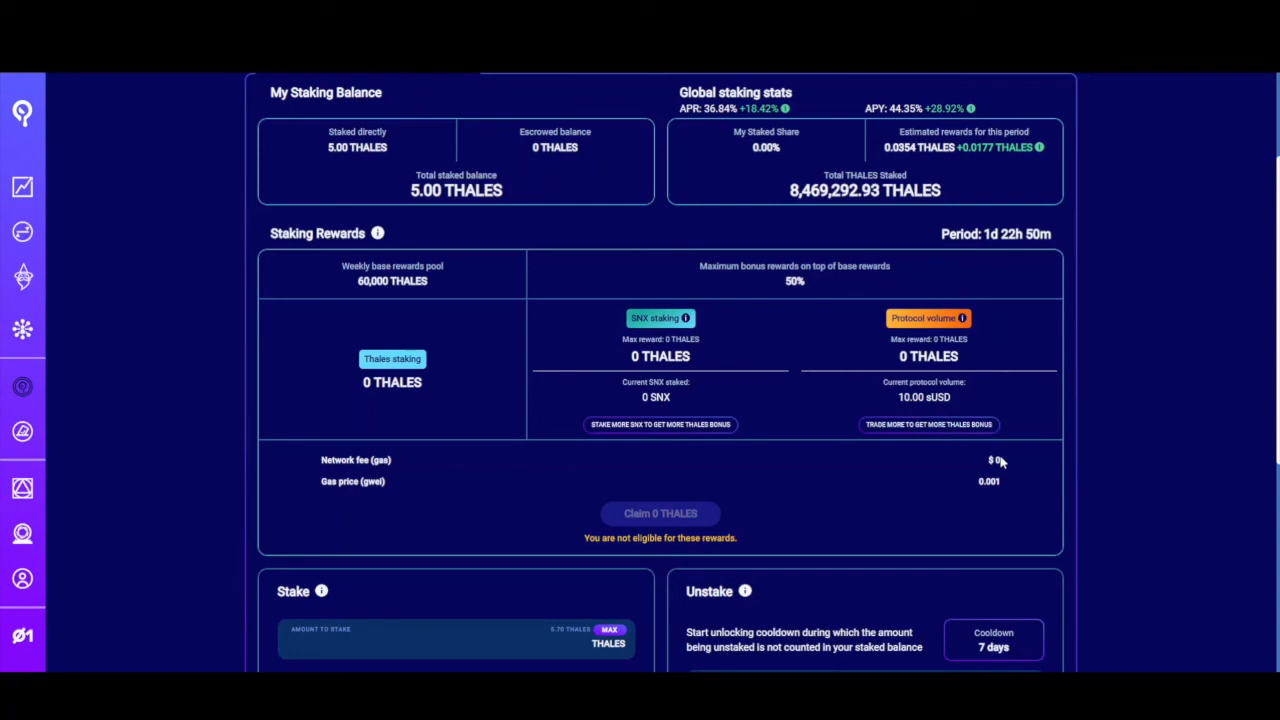 My Staking Balance
Staked directly
5.00 THALES
Escrowed balance
0 THALES
Total staked balance
5.00 THALES
Global staking stats
APR: 36.84% +18.42%
APY: 44.35% +28.92%
My Staked Share
0.00%
Estimated rewards for this period
0.0354 THALES +0.0177 THALES
Total THALES Staked
8,469,292.93 THALES
Staking Rewards
Period: 1d 22h 50m
Weekly base rewards pool
60,000 THALES
Maximum bonus rewards on top of base rewards
50%
Thales staking
0 THALES
SNX staking
Max reward: 0 THALES
0 THALES
Current SNX staked:
0 SNX
STAKE MORE SNX TO GET MORE THALES BONUS
Protocol volume
Max reward: 0 THALES
0 THALES
Current protocol volume:
10.00 sUSD
TRADE MORE TO GET MORE THALES BONUS
Network fee (gas)
$ 0
Gas price (gwei)
0.001
Claim 0 THALES
You are not eligible for these rewards.
Stake
AMOUNT TO STAKE
5.70 THALES
MAX
THALES
Unstake
Start unlocking cooldown during which the amount
being unstaked is not counted in your staked balance
Cooldown
7 days